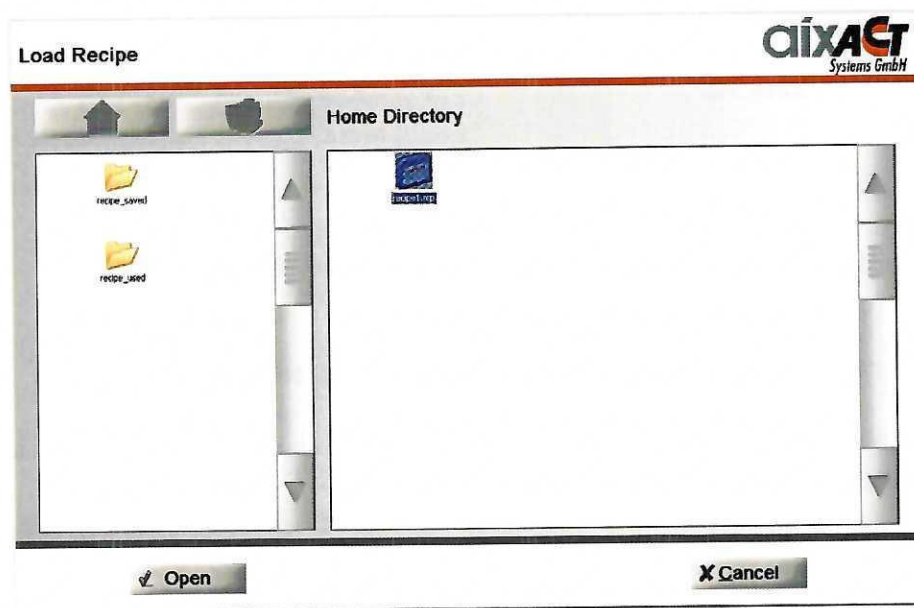 Load Recipe
aixACT
Systems GmbH
Home Directory
recipe_saved
recipe1.rcp
recipe_used
Open
Cancel